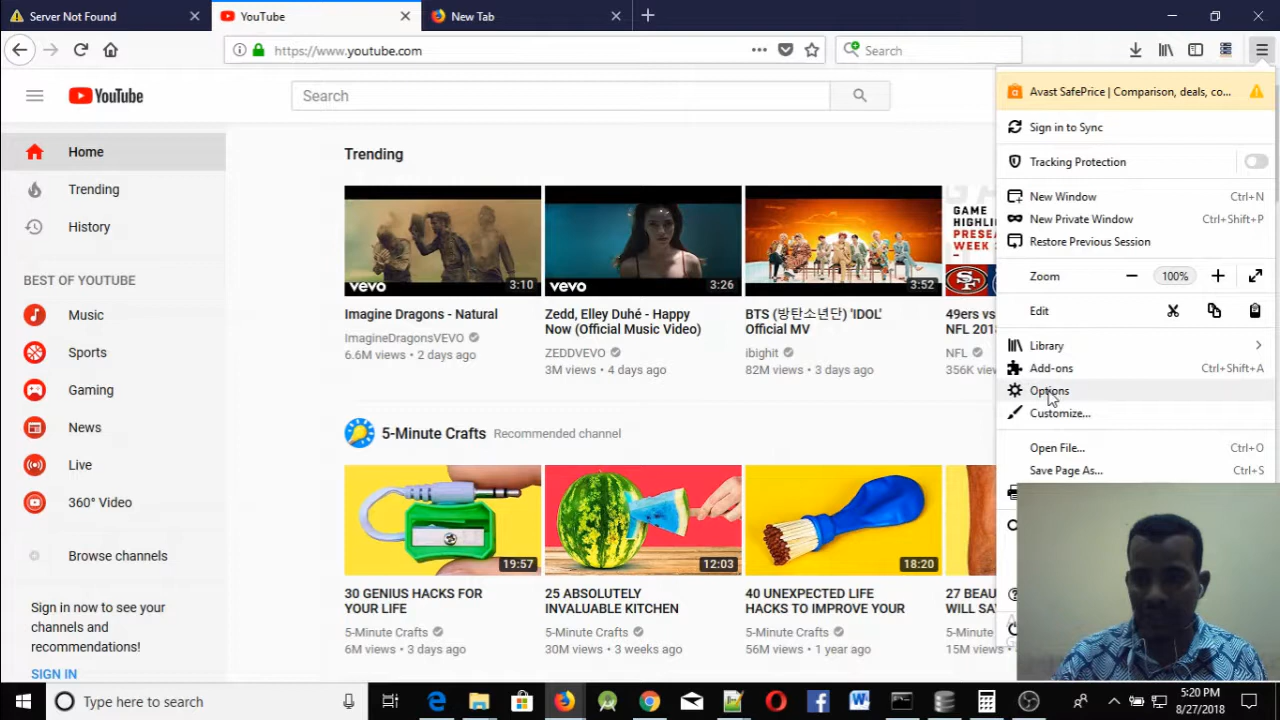 Server Not Found
YouTube
New Tab
https://www.youtube.com
Search
YouTube
Search
Home
Trending
History
BEST OF YOUTUBE
Music
Sports
Gaming
News
Live
360° Video
Browse channels
Sign in now to see your
channels and
recommendations!
SIGN IN
Trending
vevo
3:10
Imagine Dragons - Natural
ImagineDragonsVEVO
6.6M views • 2 days ago
vevo
3:26
Zedd, Elley Duhé - Happy
Now (Official Music Video)
ZEDDVEVO
3M views • 4 days ago
3:52
BTS (방탄소년단) 'IDOL'
Official MV
ibighit
82M views • 3 days ago
GAME
HIGHLI
PRESEA
WEEK
49ers vs
NFL 201
NFL
356K view
5-Minute Crafts Recommended channel
19:57
30 GENIUS HACKS FOR
YOUR LIFE
5-Minute Crafts
6M views • 3 days ago
12:03
25 ABSOLUTELY
INVALUABLE KITCHEN
5-Minute Crafts
30M views • 3 weeks ago
18:20
40 UNEXPECTED LIFE
HACKS TO IMPROVE YOUR
5-Minute Crafts
56M views • 1 year ago
27 BEAU
WILL SA
5-Minute
15M view
Avast SafePrice | Comparison, deals, co...
Sign in to Sync
Tracking Protection
New Window Ctrl+N
New Private Window Ctrl+Shift+P
Restore Previous Session
Zoom 100%
Edit
Library
Add-ons Ctrl+Shift+A
Options
Customize...
Open File... Ctrl+O
Save Page As... Ctrl+S
Type here to search
5:20 PM
8/27/2018